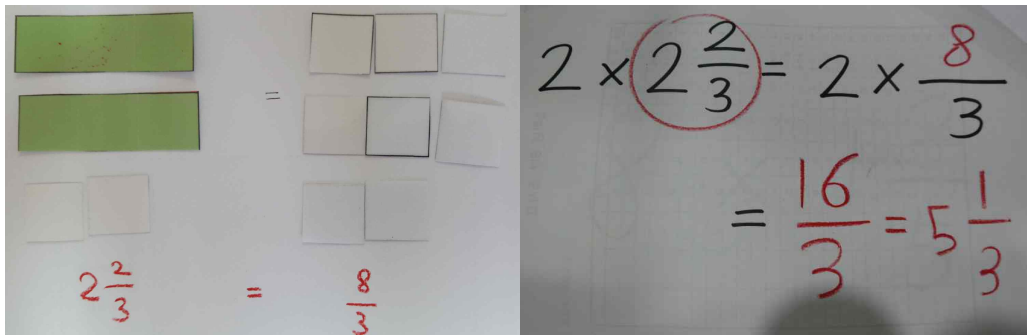 =
2 2/3 = 8/3
2 × 2 2/3 = 2 × 8/3
= 16/3 = 5 1/3